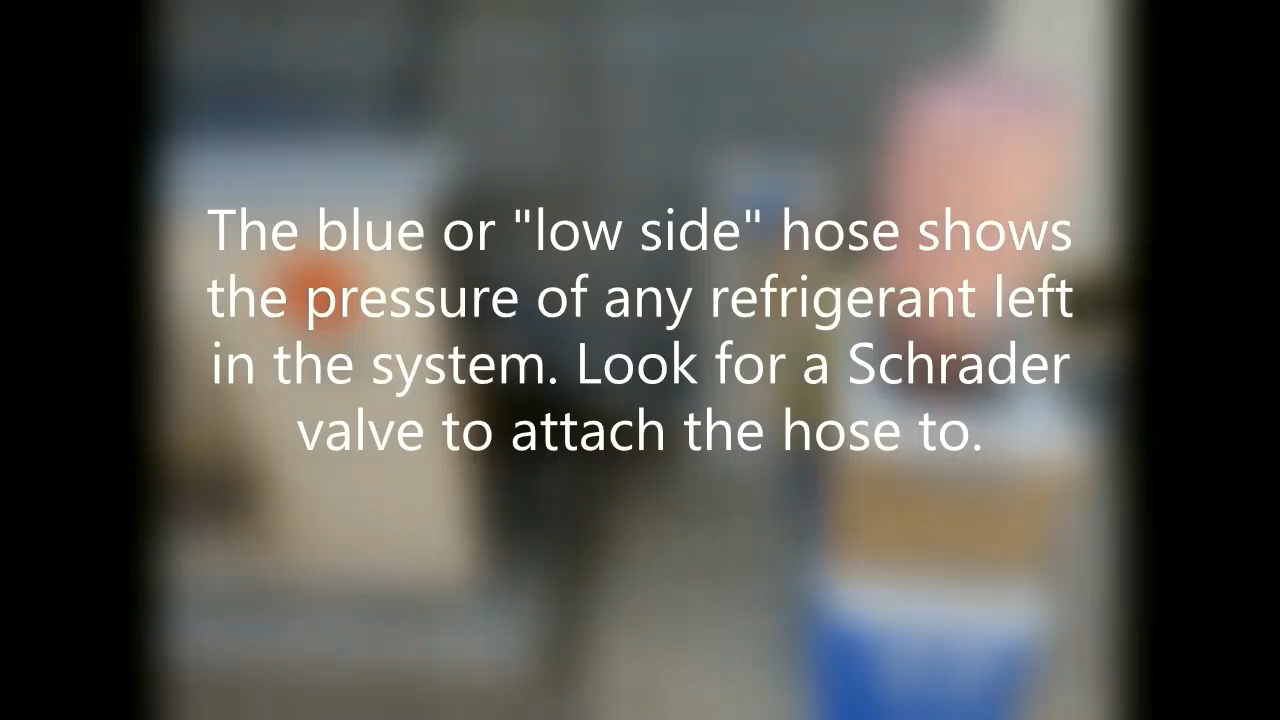 The blue or "low side" hose shows
the pressure of any refrigerant left
in the system. Look for a Schrader
valve to attach the hose to.